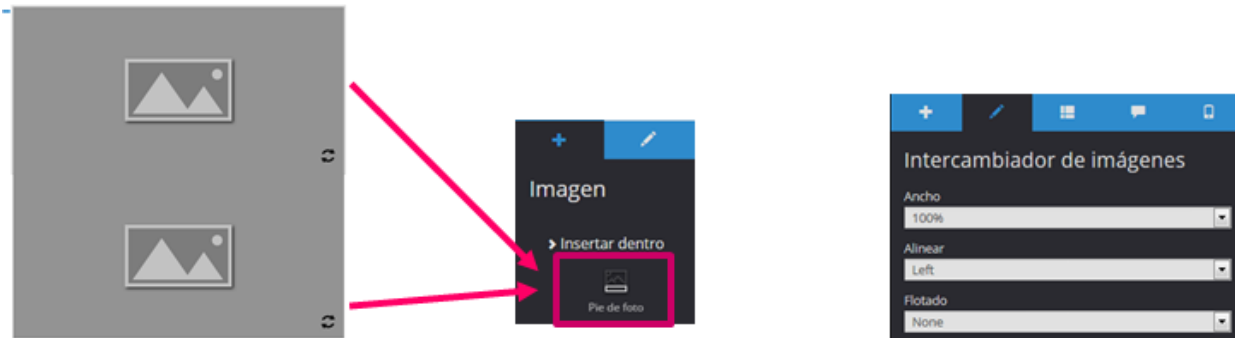 Imagen
Insertar dentro
Pie de foto
Intercambiador de imágenes
Ancho
100%
Alinear
Left
Flotado
None